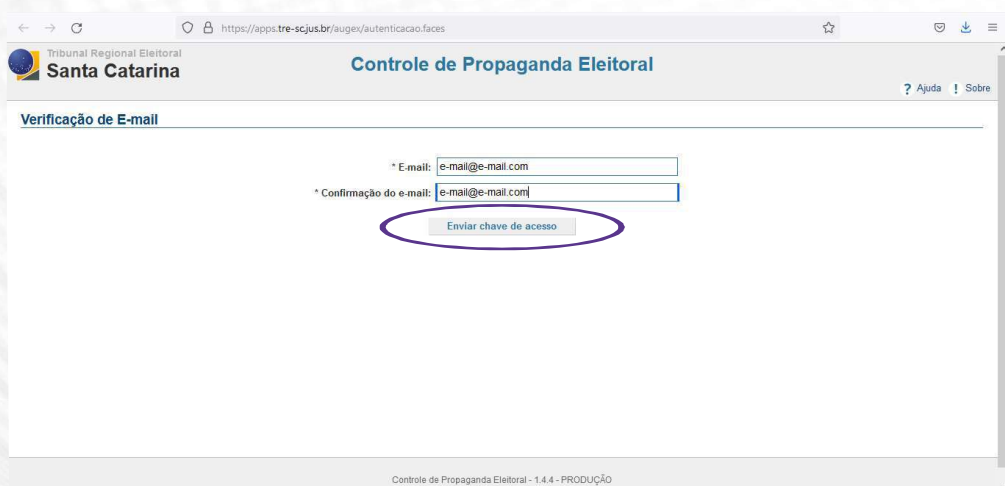 https://apps.tre-sc.jus.br/augex/autenticacao.faces
Tribunal Regional Eleitoral
Santa Catarina
Controle de Propaganda Eleitoral
? Ajuda ! Sobre
Verificação de E-mail
* E-mail: e-mail@e-mail.com
* Confirmação do e-mail: e-mail@e-mail.com
Enviar chave de acesso
Controle de Propaganda Eleitoral - 1.4.4 - PRODUÇÃO